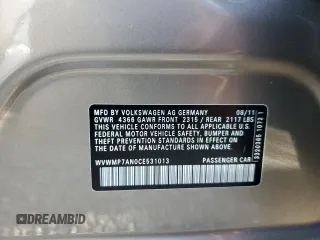 MFD BY VOLKSWAGEN AG GERMANY 08/11
GVWR 4366 GAWR FRONT 2315 / REAR 2117 LBS
THIS VEHICLE CONFORMS TO ALL APPLICABLE U.S.
FEDERAL MOTOR VEHICLE SAFETY, BUMPER AND
THEFT PREVENTION STANDARDS IN EFFECT ON
THE DATE OF MANUFACTURE SHOWN ABOVE.
WVWMP7AN0CE531013 PASSENGER CAR
© DREAMBID.COM